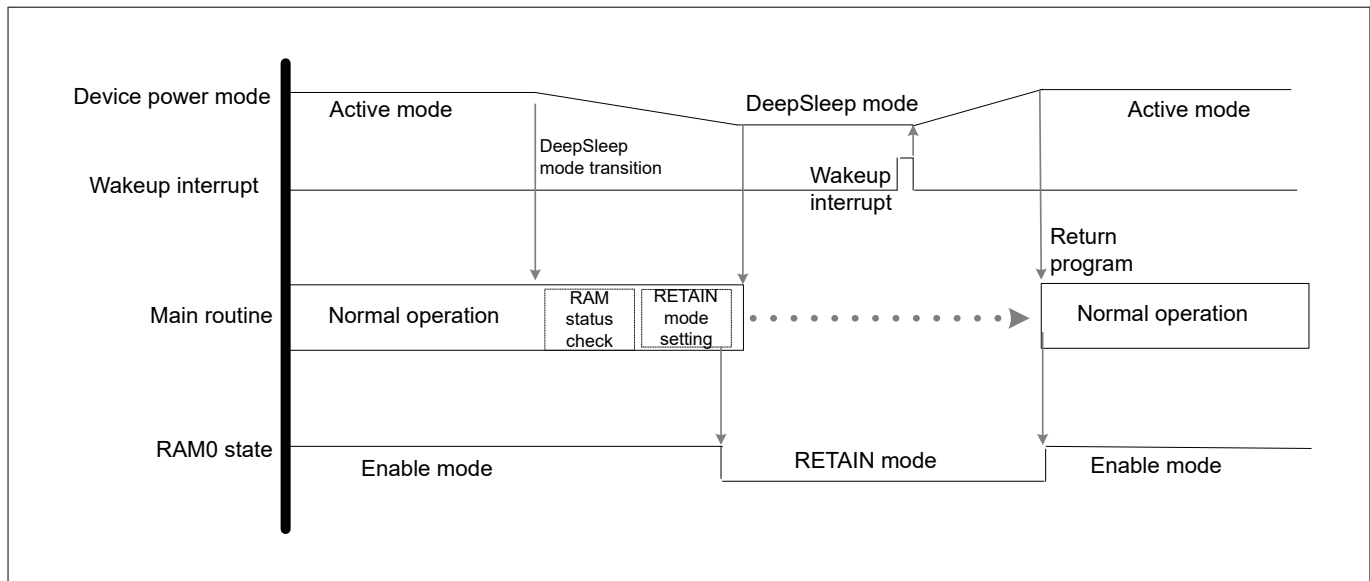 Device power mode
Active mode
DeepSleep mode
Active mode
DeepSleep
mode transition
Wakeup interrupt
Wakeup
interrupt
Return
program
Main routine
Normal operation
RAM
status
check
RETAIN
mode
setting
Normal operation
RAM0 state
Enable mode
RETAIN mode
Enable mode